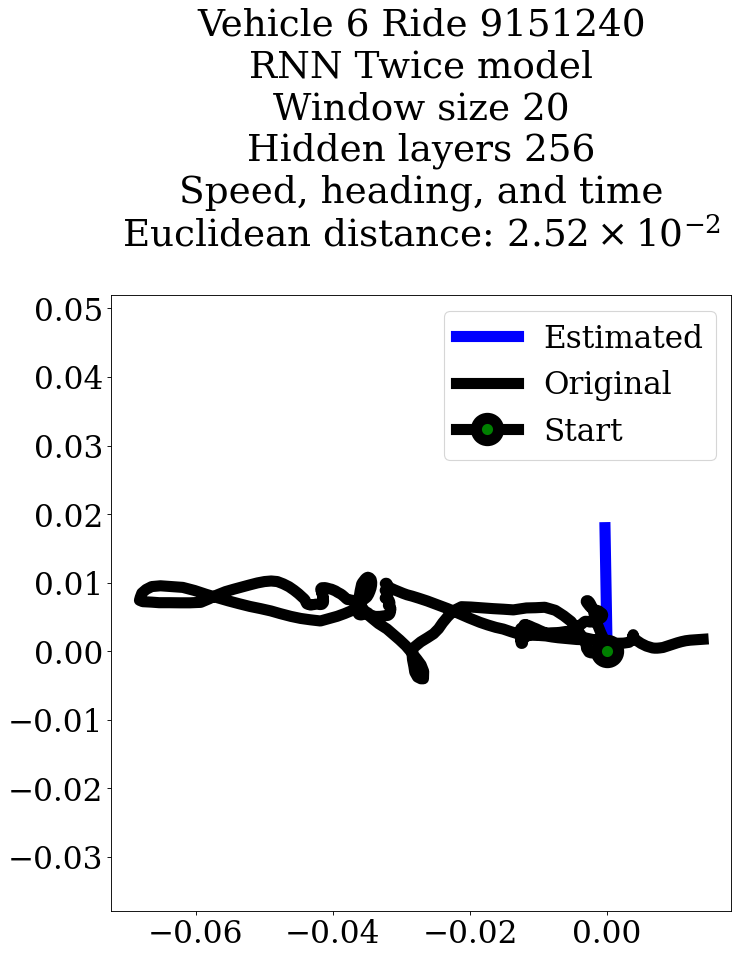 Vehicle 6 Ride 9151240
RNN Twice model
Window size 20
Hidden layers 256
Speed, heading, and time
Euclidean distance: 2.52 × 10⁻²
Estimated
Original
Start
0.05
0.04
0.03
0.02
0.01
0.00
−0.01
−0.02
−0.03
−0.06
−0.04
−0.02
0.00